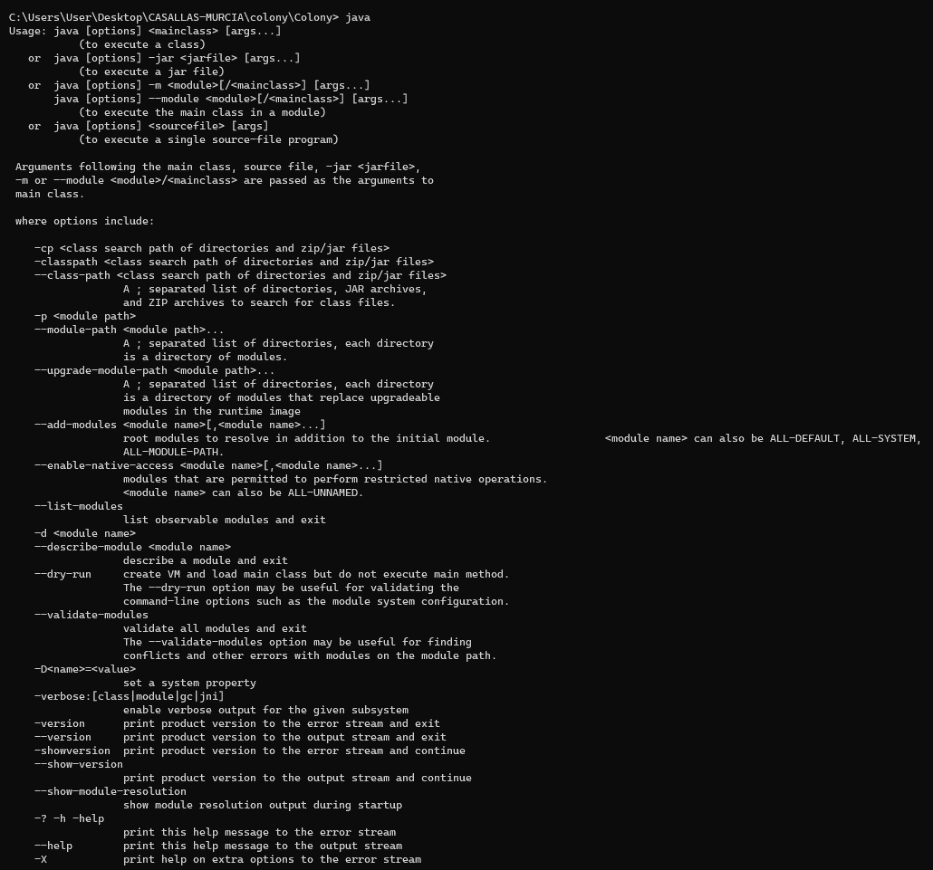 C:\Users\User\Desktop\CASALLAS-MURCIA\colony\Colony> java
Usage: java [options] <mainclass> [args...]
           (to execute a class)
   or  java [options] -jar <jarfile> [args...]
           (to execute a jar file)
   or  java [options] -m <module>[/<mainclass>] [args...]
       java [options] --module <module>[/<mainclass>] [args...]
           (to execute the main class in a module)
   or  java [options] <sourcefile> [args]
           (to execute a single source-file program)

 Arguments following the main class, source file, -jar <jarfile>,
 -m or --module <module>/<mainclass> are passed as the arguments to
 main class.

 where options include:

    -cp <class search path of directories and zip/jar files>
    -classpath <class search path of directories and zip/jar files>
    --class-path <class search path of directories and zip/jar files>
                  A ; separated list of directories, JAR archives,
                  and ZIP archives to search for class files.
    -p <module path>
    --module-path <module path>...
                  A ; separated list of directories, each directory
                  is a directory of modules.
    --upgrade-module-path <module path>...
                  A ; separated list of directories, each directory
                  is a directory of modules that replace upgradeable
                  modules in the runtime image
    --add-modules <module name>[,<module name>...]
                  root modules to resolve in addition to the initial module.                  <module name> can also be ALL-DEFAULT, ALL-SYSTEM,
                  ALL-MODULE-PATH.
    --enable-native-access <module name>[,<module name>...]
                  modules that are permitted to perform restricted native operations.
                  <module name> can also be ALL-UNNAMED.
    --list-modules
                  list observable modules and exit
    -d <module name>
    --describe-module <module name>
                  describe a module and exit
    --dry-run     create VM and load main class but do not execute main method.
                  The --dry-run option may be useful for validating the
                  command-line options such as the module system configuration.
    --validate-modules
                  validate all modules and exit
                  The --validate-modules option may be useful for finding
                  conflicts and other errors with modules on the module path.
    -D<name>=<value>
                  set a system property
    -verbose:[class|module|gc|jni]
                  enable verbose output for the given subsystem
    -version      print product version to the error stream and exit
    --version     print product version to the output stream and exit
    -showversion  print product version to the error stream and continue
    --show-version
                  print product version to the output stream and continue
    --show-module-resolution
                  show module resolution output during startup
    -? -h -help
                  print this help message to the error stream
    --help        print this help message to the output stream
    -X            print help on extra options to the error stream